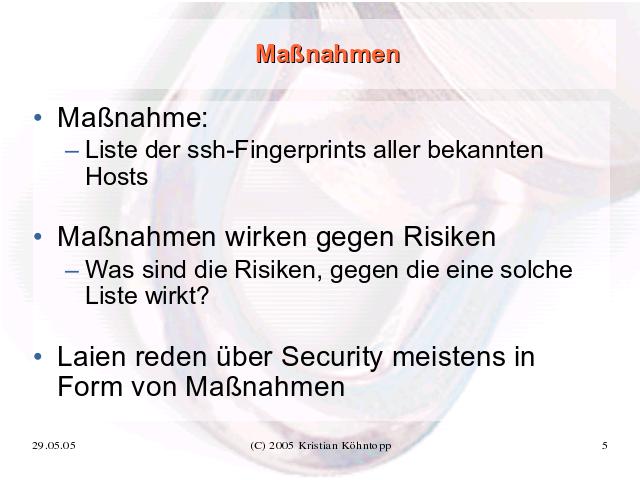 Maßnahmen
• Maßnahme:
– Liste der ssh-Fingerprints aller bekannten
Hosts
• Maßnahmen wirken gegen Risiken
– Was sind die Risiken, gegen die eine solche
Liste wirkt?
• Laien reden über Security meistens in
Form von Maßnahmen
29.05.05 (C) 2005 Kristian Köhntopp 5